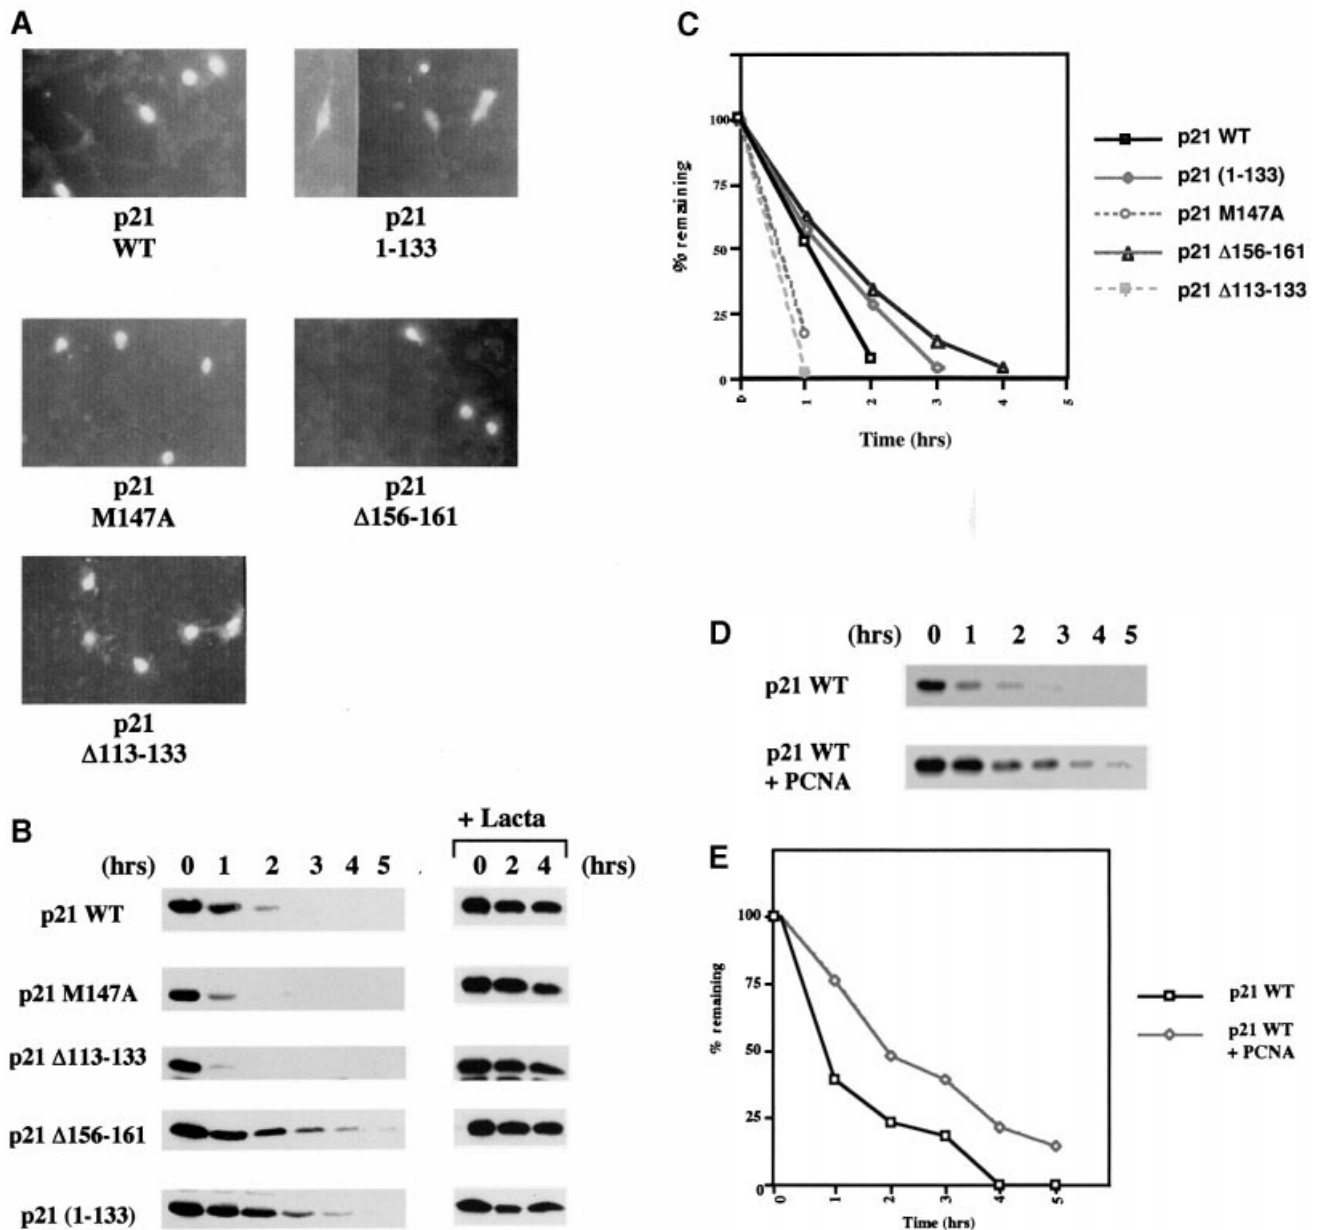 A
p21
WT
p21
1-133
p21
M147A
p21
Δ156-161
p21
Δ113-133
B
+ Lacta
(hrs) 0 1 2 3 4 5
0 2 4 (hrs)
p21 WT
p21 M147A
p21 Δ113-133
p21 Δ156-161
p21 (1-133)
C
% remaining
100
75
50
25
0
0 1 2 3 4 5
Time (hrs)
p21 WT
p21 (1-133)
p21 M147A
p21 Δ156-161
p21 Δ113-133
D
(hrs) 0 1 2 3 4 5
p21 WT
p21 WT
+ PCNA
E
% remaining
100
75
50
25
0
0 1 2 3 4 5
Time (hrs)
p21 WT
p21 WT
+ PCNA